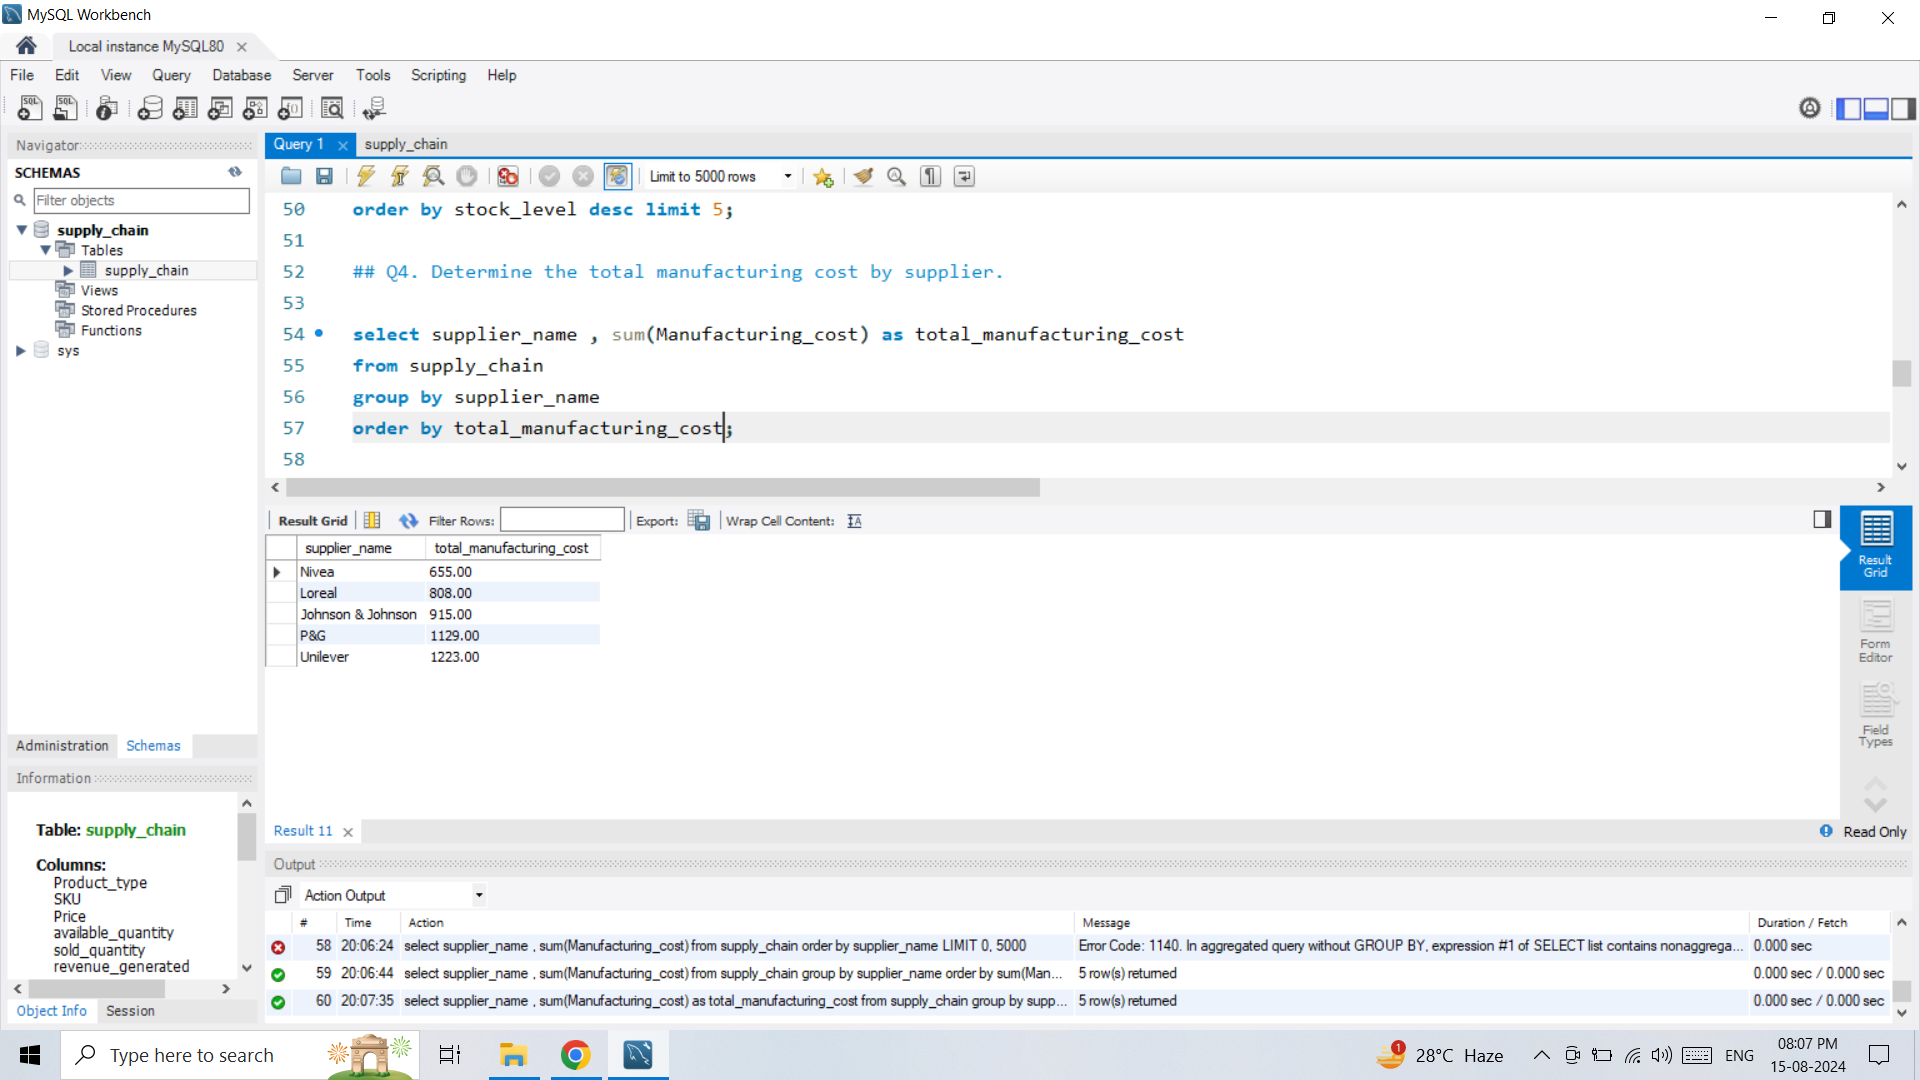 MySQL Workbench
Local instance MySQL80
File Edit View Query Database Server Tools Scripting Help
Navigator
SCHEMAS
Filter objects
supply_chain
Tables
supply_chain
Views
Stored Procedures
Functions
sys
Administration Schemas
Information
Table: supply_chain
Columns:
Product_type
SKU
Price
available_quantity
sold_quantity
revenue_generated
Object Info Session
Query 1 supply_chain
Limit to 5000 rows
50 order by stock_level desc limit 5;
51
52 ## Q4. Determine the total manufacturing cost by supplier.
53
54 select supplier_name , sum(Manufacturing_cost) as total_manufacturing_cost
55 from supply_chain
56 group by supplier_name
57 order by total_manufacturing_cost;
58
Result Grid Filter Rows: Export: Wrap Cell Content:
supplier_name total_manufacturing_cost
Nivea 655.00
Loreal 808.00
Johnson & Johnson 915.00
P&G 1129.00
Unilever 1223.00
Result Grid
Form Editor
Field Types
Result 11
Read Only
Output
Action Output
# Time Action Message Duration / Fetch
58 20:06:24 select supplier_name , sum(Manufacturing_cost) from supply_chain order by supplier_name LIMIT 0, 5000 Error Code: 1140. In aggregated query without GROUP BY, expression #1 of SELECT list contains nonaggrega... 0.000 sec
59 20:06:44 select supplier_name , sum(Manufacturing_cost) from supply_chain group by supplier_name order by sum(Man... 5 row(s) returned 0.000 sec / 0.000 sec
60 20:07:35 select supplier_name , sum(Manufacturing_cost) as total_manufacturing_cost from supply_chain group by supp... 5 row(s) returned 0.000 sec / 0.000 sec
Type here to search
1
28°C Haze
ENG
08:07 PM
15-08-2024